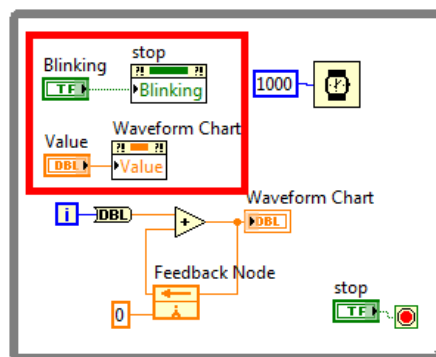 stop
Blinking
TF
?! ?!
Blinking
1000
Waveform Chart
Value
?! ?!
DBL
Value
i
DBL
+
Waveform Chart
DBL
Feedback Node
0
stop
TF